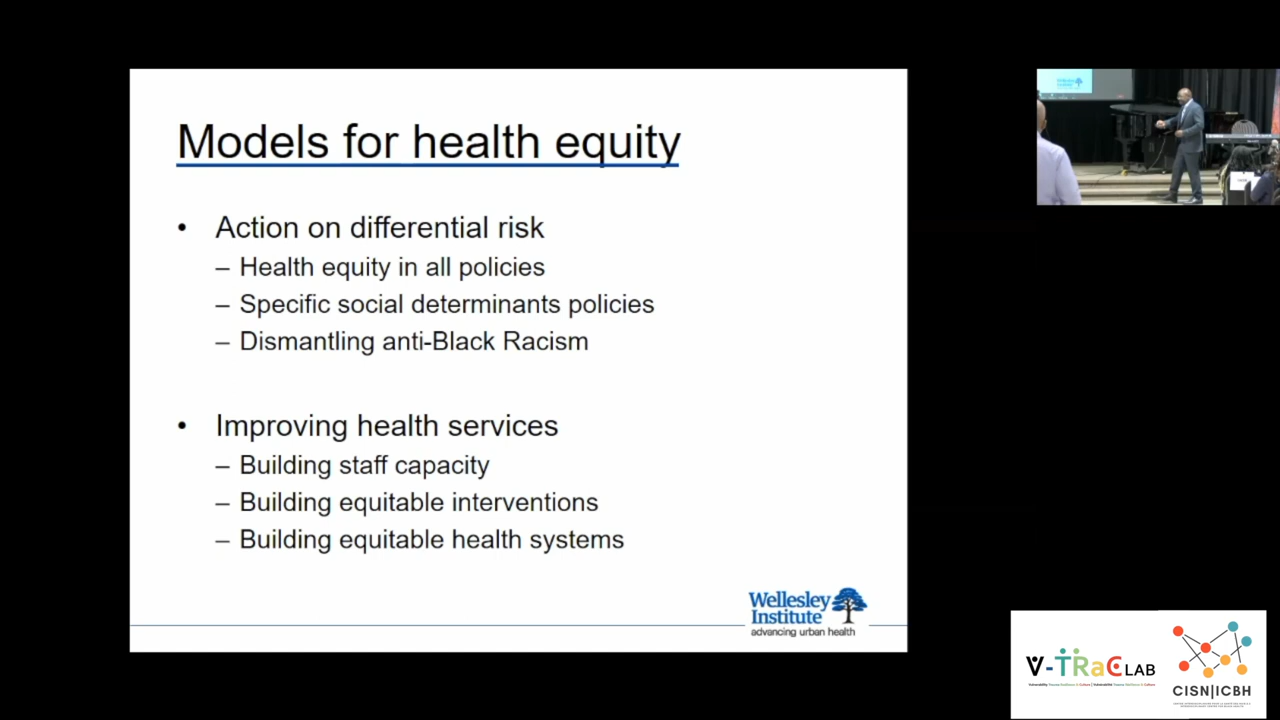 Models for health equity
• Action on differential risk
– Health equity in all policies
– Specific social determinants policies
– Dismantling anti-Black Racism
• Improving health services
– Building staff capacity
– Building equitable interventions
– Building equitable health systems
Wellesley
Institute
advancing urban health
V-TRaC LAB
CISN|ICBH